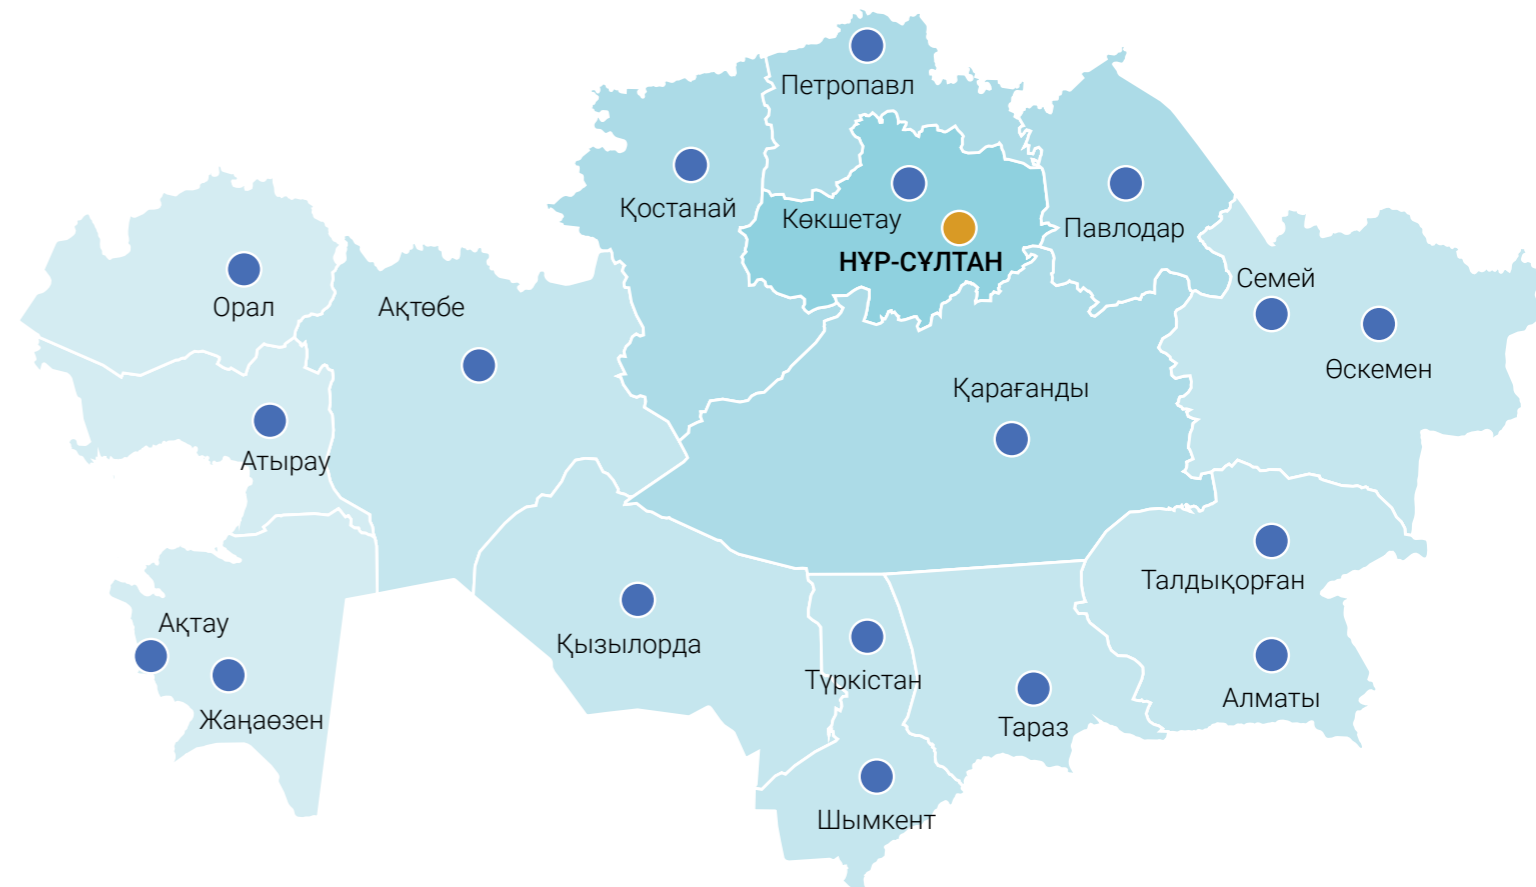 Петропавл
Қостанай
Көкшетау
Павлодар
НҰР-СҰЛТАН
Семей
Орал
Ақтөбе
Өскемен
Қарағанды
Атырау
Талдықорған
Ақтау
Қызылорда
Түркістан
Алматы
Жаңаөзен
Тараз
Шымкент